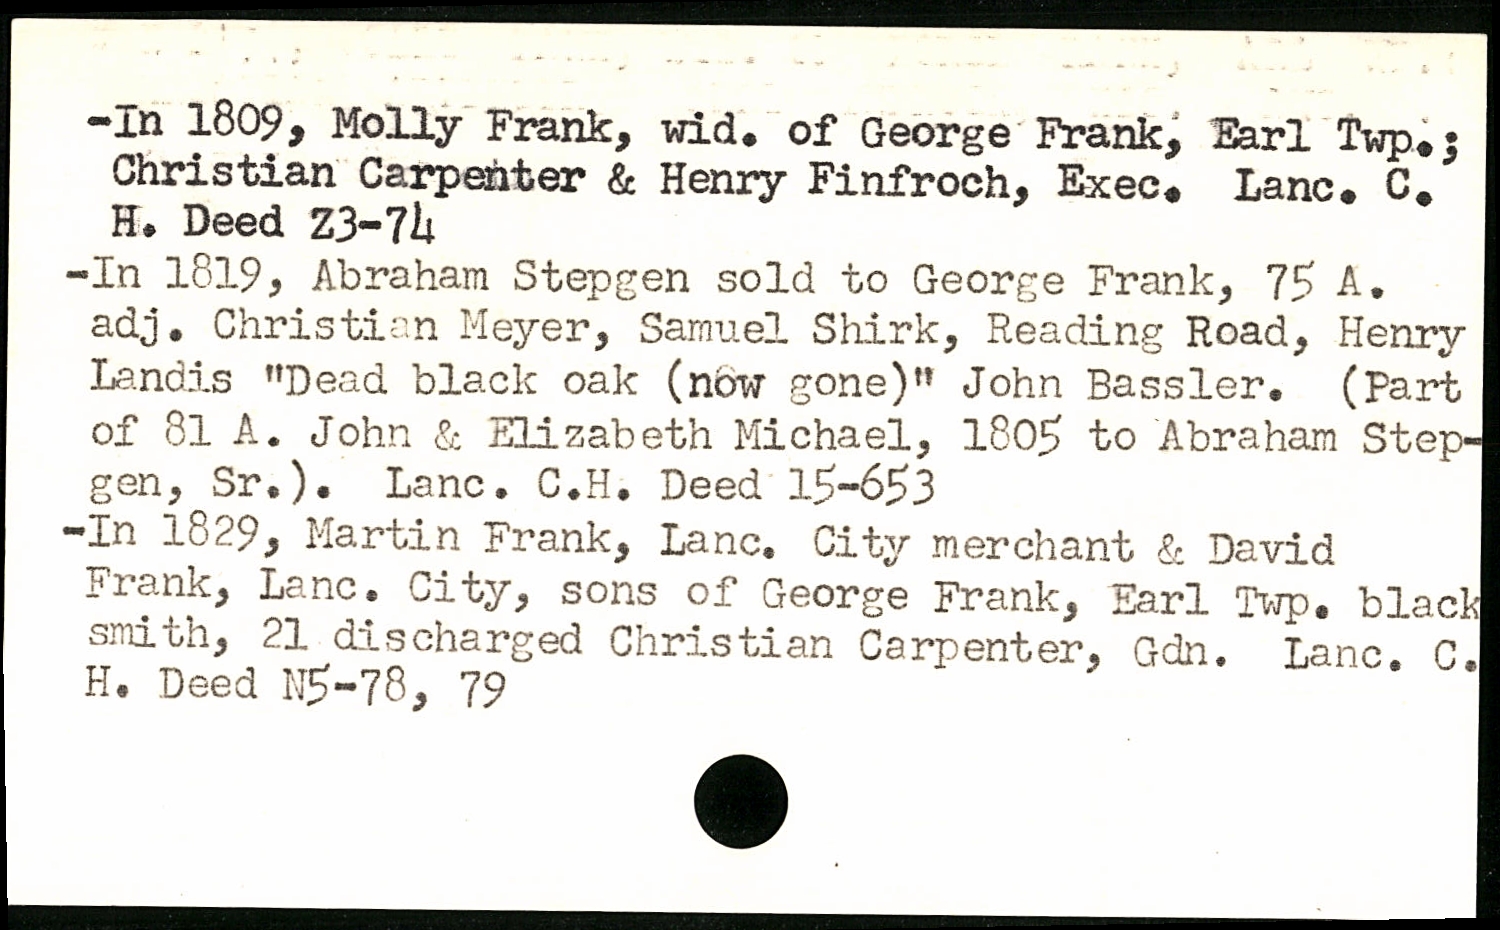 -In 1809, Molly Frank, wid. of George Frank, Earl Twp.;
Christian Carpenter & Henry Finfroch, Exec. Lanc. C.
H. Deed Z3-74
-In 1819, Abraham Stepgen sold to George Frank, 75 A.
adj. Christian Meyer, Samuel Shirk, Reading Road, Henry
Landis "Dead black oak (now gone)" John Bassler. (Part
of 81 A. John & Elizabeth Michael, 1805 to Abraham Step-
gen, Sr.). Lanc. C.H. Deed 15-653
-In 1829, Martin Frank, Lanc. City merchant & David
Frank, Lanc. City, sons of George Frank, Earl Twp. black
smith, 21 discharged Christian Carpenter, Gdn. Lanc. C.
H. Deed N5-78, 79